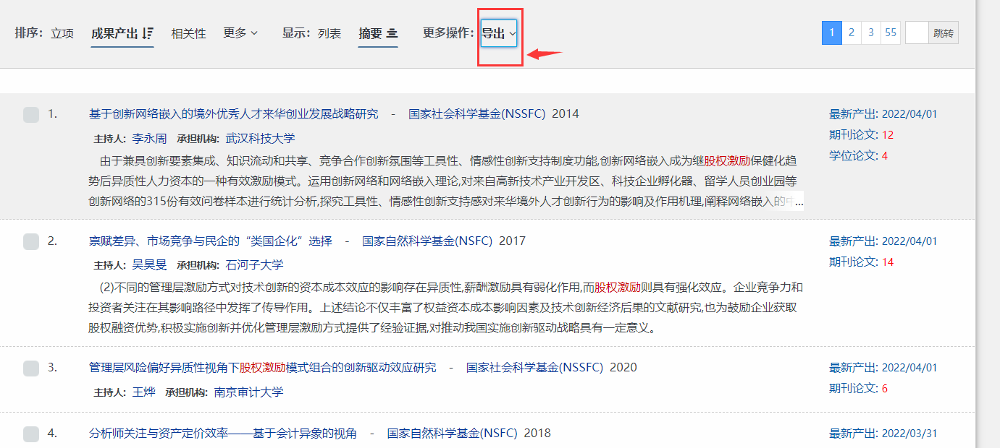 排序: 立项 成果产出 相关性 更多 显示: 列表 摘要 更多操作: 导出 1 2 3 55 跳转
1. 基于创新网络嵌入的境外优秀人才来华创业发展战略研究 - 国家社会科学基金(NSSFC) 2014 最新产出: 2022/04/01
主持人: 李永周 承担机构: 武汉科技大学 期刊论文: 12
学位论文: 4
由于兼具创新要素集成、知识流动和共享、竞争合作创新氛围等工具性、情感性创新支持制度功能,创新网络嵌入成为继股权激励保健化趋
势后异质性人力资本的一种有效激励模式。运用创新网络和网络嵌入理论,对来自高新技术产业开发区、科技企业孵化器、留学人员创业园等
创新网络的315份有效问卷样本进行统计分析,探究工具性、情感性创新支持感对来华境外人才创新行为的影响及作用机理,阐释网络嵌入的中...
2. 禀赋差异、市场竞争与民企的“类国企化”选择 - 国家自然科学基金(NSFC) 2017 最新产出: 2022/04/01
主持人: 吴昊旻 承担机构: 石河子大学 期刊论文: 14
(2)不同的管理层激励方式对技术创新的资本成本效应的影响存在异质性,薪酬激励具有弱化作用,而股权激励则具有强化效应。企业竞争力和
投资者关注在其影响路径中发挥了传导作用。上述结论不仅丰富了权益资本成本影响因素及技术创新经济后果的文献研究,也为鼓励企业获取
股权融资优势,积极实施创新并优化管理层激励方式提供了经验证据,对推动我国实施创新驱动战略具有一定意义。
3. 管理层风险偏好异质性视角下股权激励模式组合的创新驱动效应研究 - 国家社会科学基金(NSSFC) 2020 最新产出: 2022/04/01
主持人: 王烨 承担机构: 南京审计大学 期刊论文: 6
4. 分析师关注与资产定价效率——基于会计异象的视角 - 国家自然科学基金(NSFC) 2018 最新产出: 2022/03/31